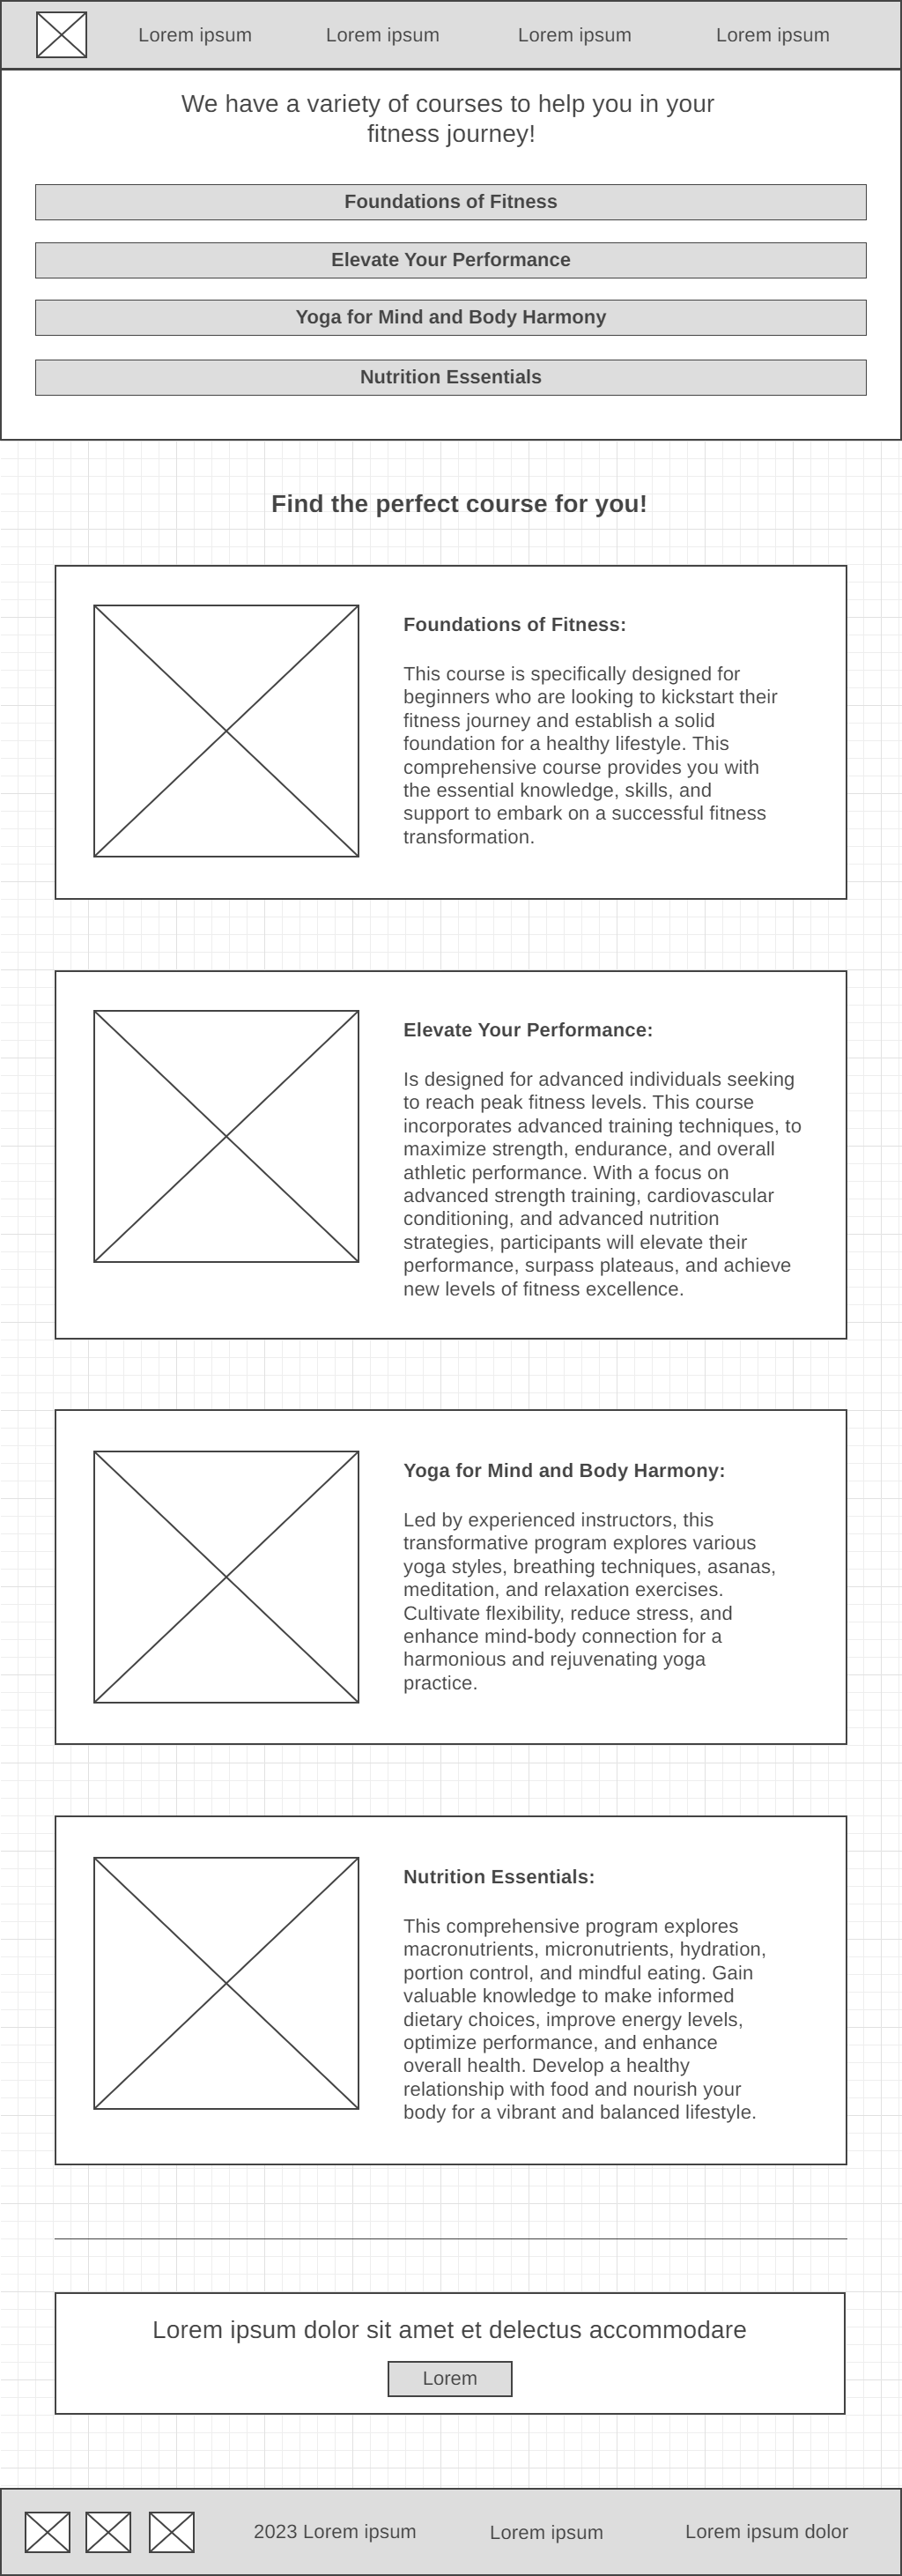 Lorem ipsum Lorem ipsum Lorem ipsum Lorem ipsum
We have a variety of courses to help you in your
fitness journey!
Foundations of Fitness
Elevate Your Performance
Yoga for Mind and Body Harmony
Nutrition Essentials
Find the perfect course for you!
Foundations of Fitness:
This course is specifically designed for
beginners who are looking to kickstart their
fitness journey and establish a solid
foundation for a healthy lifestyle. This
comprehensive course provides you with
the essential knowledge, skills, and
support to embark on a successful fitness
transformation.
Elevate Your Performance:
Is designed for advanced individuals seeking
to reach peak fitness levels. This course
incorporates advanced training techniques, to
maximize strength, endurance, and overall
athletic performance. With a focus on
advanced strength training, cardiovascular
conditioning, and advanced nutrition
strategies, participants will elevate their
performance, surpass plateaus, and achieve
new levels of fitness excellence.
Yoga for Mind and Body Harmony:
Led by experienced instructors, this
transformative program explores various
yoga styles, breathing techniques, asanas,
meditation, and relaxation exercises.
Cultivate flexibility, reduce stress, and
enhance mind-body connection for a
harmonious and rejuvenating yoga
practice.
Nutrition Essentials:
This comprehensive program explores
macronutrients, micronutrients, hydration,
portion control, and mindful eating. Gain
valuable knowledge to make informed
dietary choices, improve energy levels,
optimize performance, and enhance
overall health. Develop a healthy
relationship with food and nourish your
body for a vibrant and balanced lifestyle.
Lorem ipsum dolor sit amet et delectus accommodare
Lorem
2023 Lorem ipsum Lorem ipsum Lorem ipsum dolor